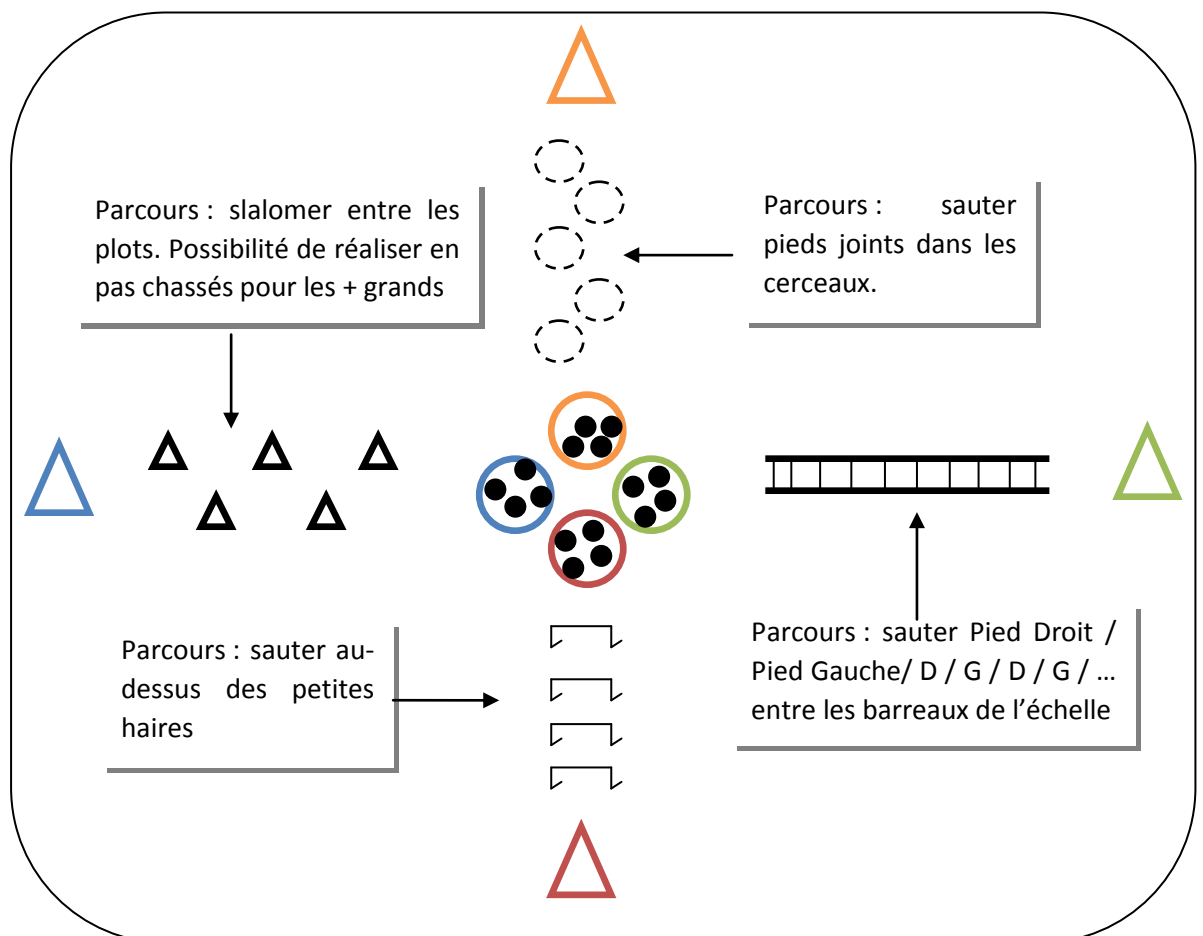 Parcours : slalomer entre les
plots. Possibilité de réaliser en
pas chassés pour les + grands
Parcours : sauter
pieds joints dans les
cerceaux.
Parcours : sauter au-
dessus des petites
haires
Parcours : sauter Pied Droit /
Pied Gauche/ D / G / D / G / ...
entre les barreaux de l’échelle